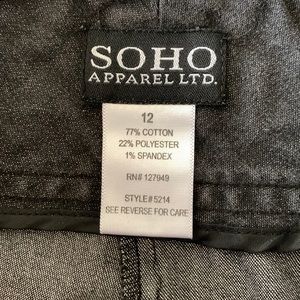 SOHO
APPAREL LTD.
12
77% COTTON
22% POLYESTER
1% SPANDEX
RN# 127949
STYLE# 5214
SEE REVERSE FOR CARE